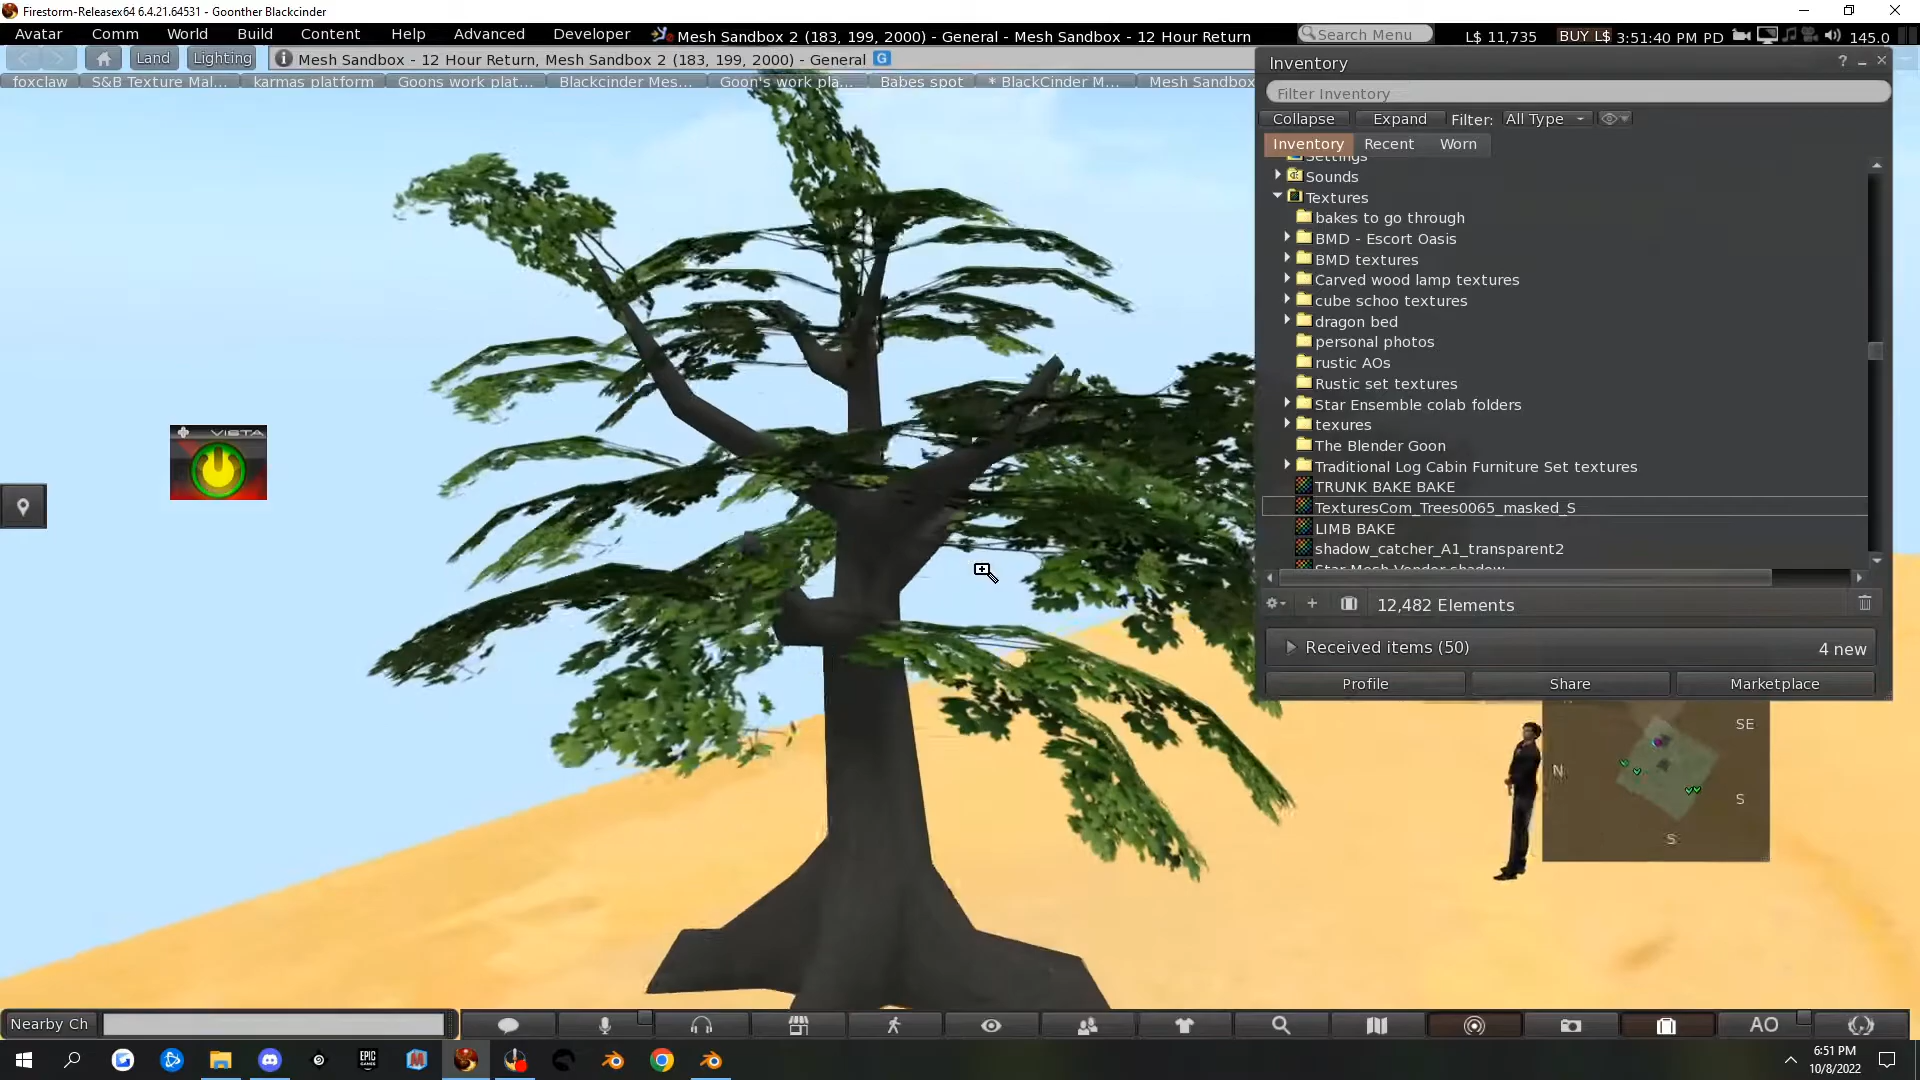 Firestorm-Releasex64 6.4.21.64531 - Goonther Blackcinder
Avatar Comm World Build Content Help Advanced Developer Mesh Sandbox 2 (183, 199, 2000) - General - Mesh Sandbox - 12 Hour Return Search Menu L$ 11,735 BUY L$ 3:51:40 PM PD 145.0
Land Lighting Mesh Sandbox - 12 Hour Return, Mesh Sandbox 2 (183, 199, 2000) - General G
foxclaw S&B Texture Mal... karmas platform Goons work plat... Blackcinder Mes... Goon's work pla... Babes spot * BlackCinder M... Mesh Sandbox
Inventory
Filter Inventory
Collapse Expand Filter: All Type
Inventory Recent Worn
Settings
Sounds
Textures
bakes to go through
BMD - Escort Oasis
BMD textures
Carved wood lamp textures
cube schoo textures
dragon bed
personal photos
rustic AOs
Rustic set textures
Star Ensemble colab folders
texures
The Blender Goon
Traditional Log Cabin Furniture Set textures
TRUNK BAKE BAKE
TexturesCom_Trees0065_masked_S
LIMB BAKE
shadow_catcher_A1_transparent2
Star Mesh Vendor shadow
12,482 Elements
Received items (50) 4 new
Profile Share Marketplace
VISTA
SE
N
S
S
Nearby Ch
AO
EPIC GAMES
6:51 PM
10/8/2022